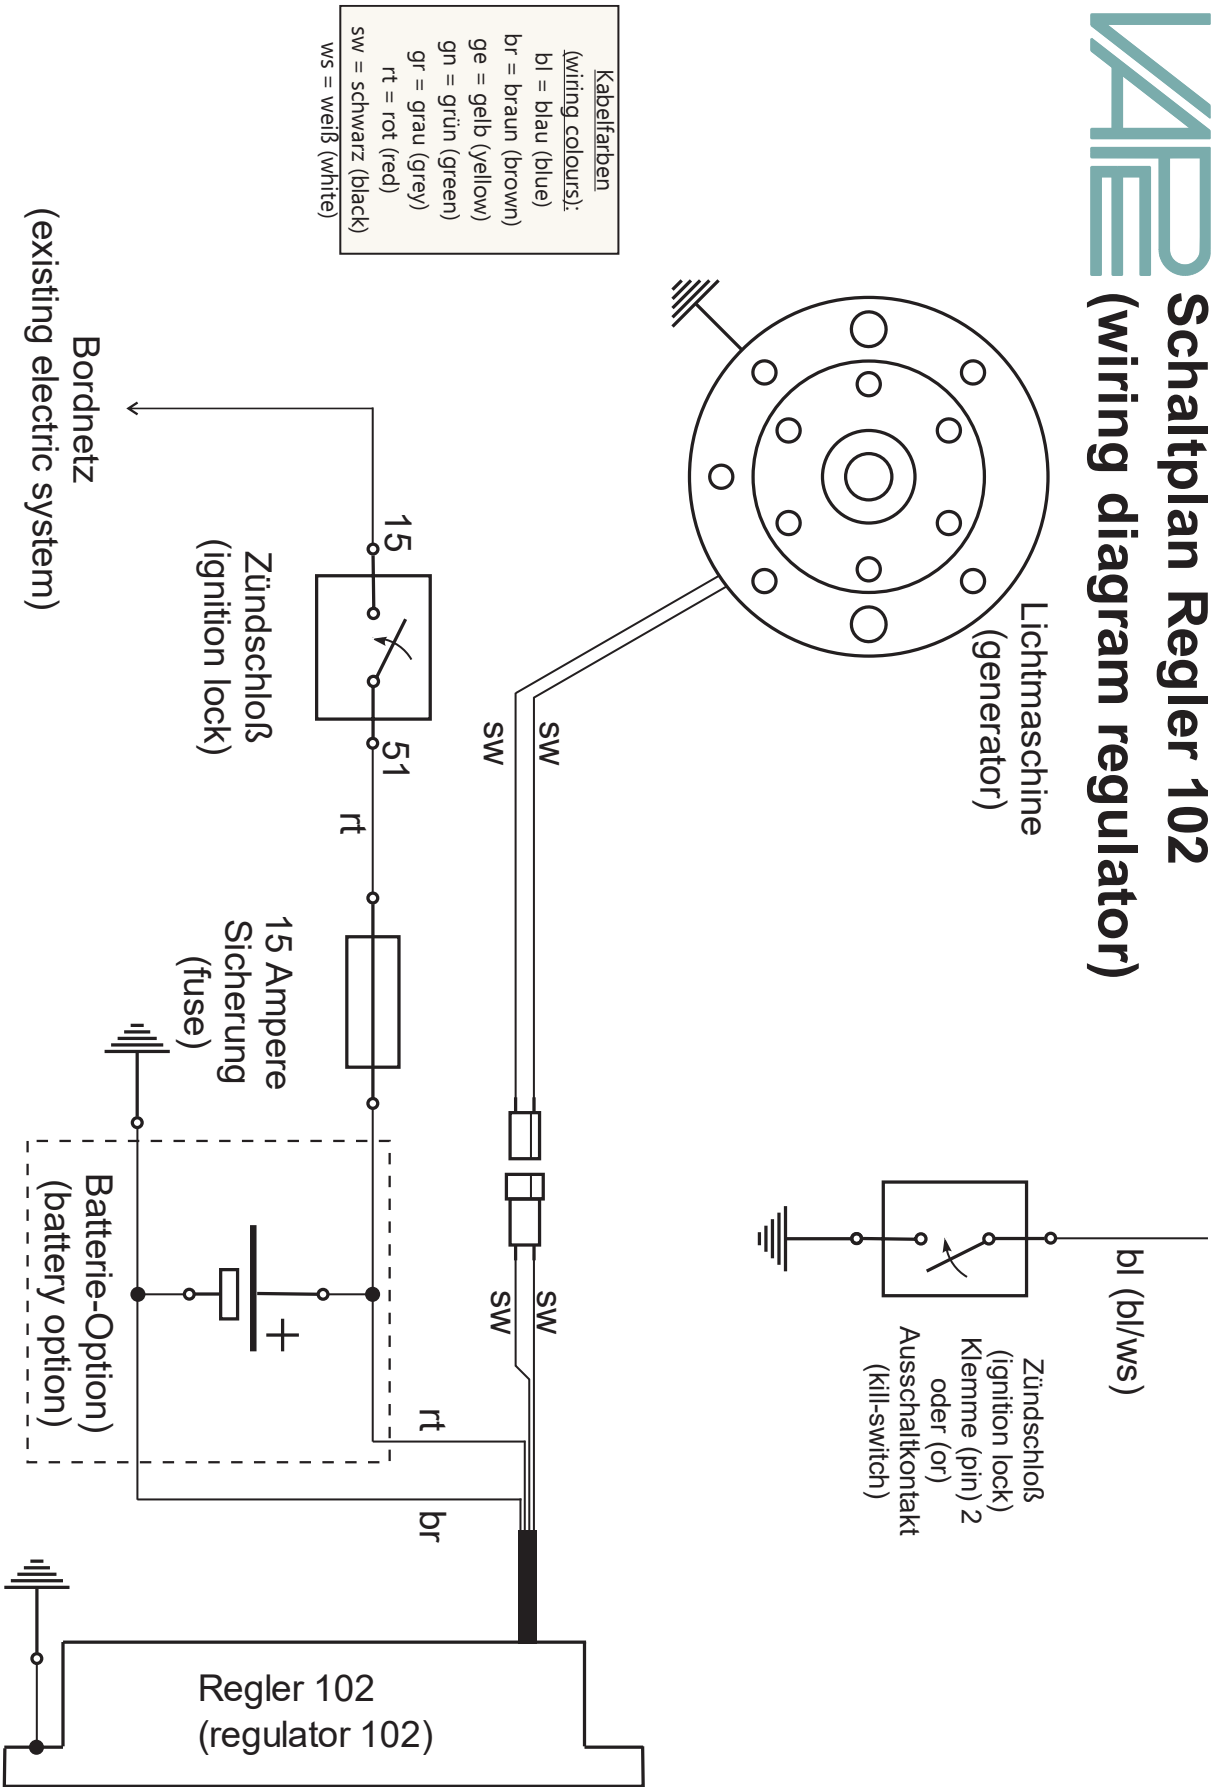 VAPE
Schaltplan Regler 102
(wiring diagram regulator)
Lichtmaschine
(generator)
bl (bl/ws)
Zündschloß
(ignition lock)
Klemme (pin) 2
oder (or)
Ausschaltkontakt
(kill-switch)
Kabelfarben
(wiring colours):
bl = blau (blue)
br = braun (brown)
ge = gelb (yellow)
gn = grün (green)
gr = grau (grey)
rt = rot (red)
sw = schwarz (black)
ws = weiß (white)
sw
sw
sw
sw
15
51
rt
Zündschloß
(ignition lock)
15 Ampere
Sicherung
(fuse)
Bordnetz
(existing electric system)
+
Batterie-Option)
(battery option)
rt
br
Regler 102
(regulator 102)